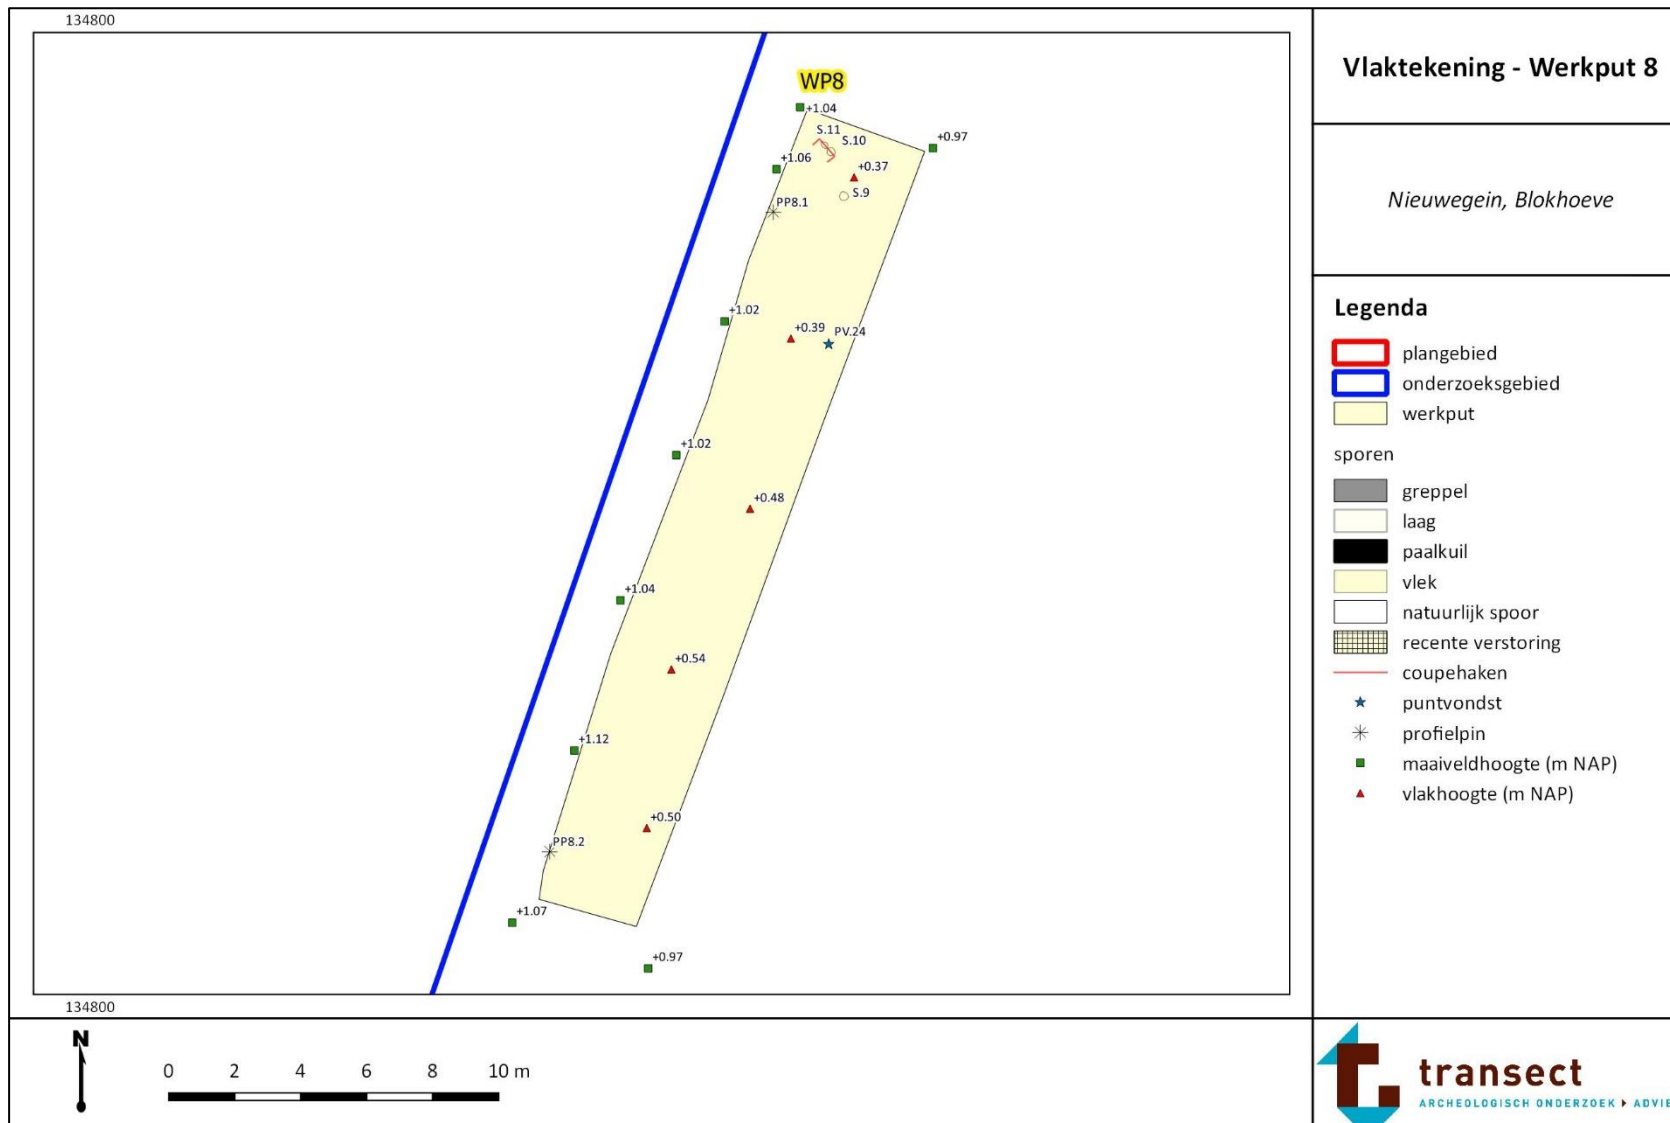 134800
WP8
+1.04
+0.97
S.11
S.10
+1.06
+0.37
S.9
PP8.1
+1.02
+0.39
PV.24
+1.02
+0.48
+1.04
+0.54
+1.12
+0.50
PP8.2
+1.07
+0.97
134800
N
0 2 4 6 8 10 m
Vlaktekening - Werkput 8
Nieuwegein, Blokhoeve
Legenda
plangebied
onderzoeksgebied
werkput
sporen
greppel
laag
paalkuil
vlek
natuurlijk spoor
recente verstoring
coupehaken
puntvondst
profielpin
maaiveldhoogte (m NAP)
vlakhoogte (m NAP)
transect
ARCHEOLOGISCH ONDERZOEK ▸ ADVIE